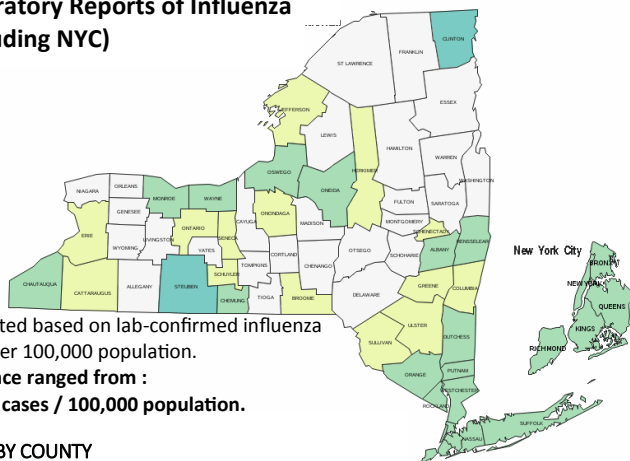 ratory Reports of Influenza
uding NYC)
CLINTON
FRANKLIN
ST LAWRENCE
ESSEX
JEFFERSON
LEWIS
HAMILTON
HERKIMER
WARREN
WASHINGTON
OSWEGO
ONEIDA
NIAGARA
ORLEANS
MONROE
WAYNE
FULTON
SARATOGA
GENESEE
CAYUGA
ONONDAGA
MADISON
MONTGOMERY
SCHENECTADY
ERIE
WYOMING
LIVINGSTON
ONTARIO
SENECA
YATES
CORTLAND
OTSEGO
SCHOHARIE
ALBANY
RENSSELAER
New York City
CHENANGO
TOMPKINS
SCHUYLER
BRONX
CHAUTAUQUA
CATTARAUGUS
ALLEGANY
STEUBEN
CHEMUNG
TIOGA
BROOME
DELAWARE
GREENE
COLUMBIA
NEW YORK
QUEENS
KINGS
RICHMOND
ted based on lab-confirmed influenza
er 100,000 population.
ce ranged from :
cases / 100,000 population.
ULSTER
SULLIVAN
DUTCHESS
ORANGE
PUTNAM
WESTCHESTER
ROCKLAND
SUFFOLK
NASSAU
BY COUNTY